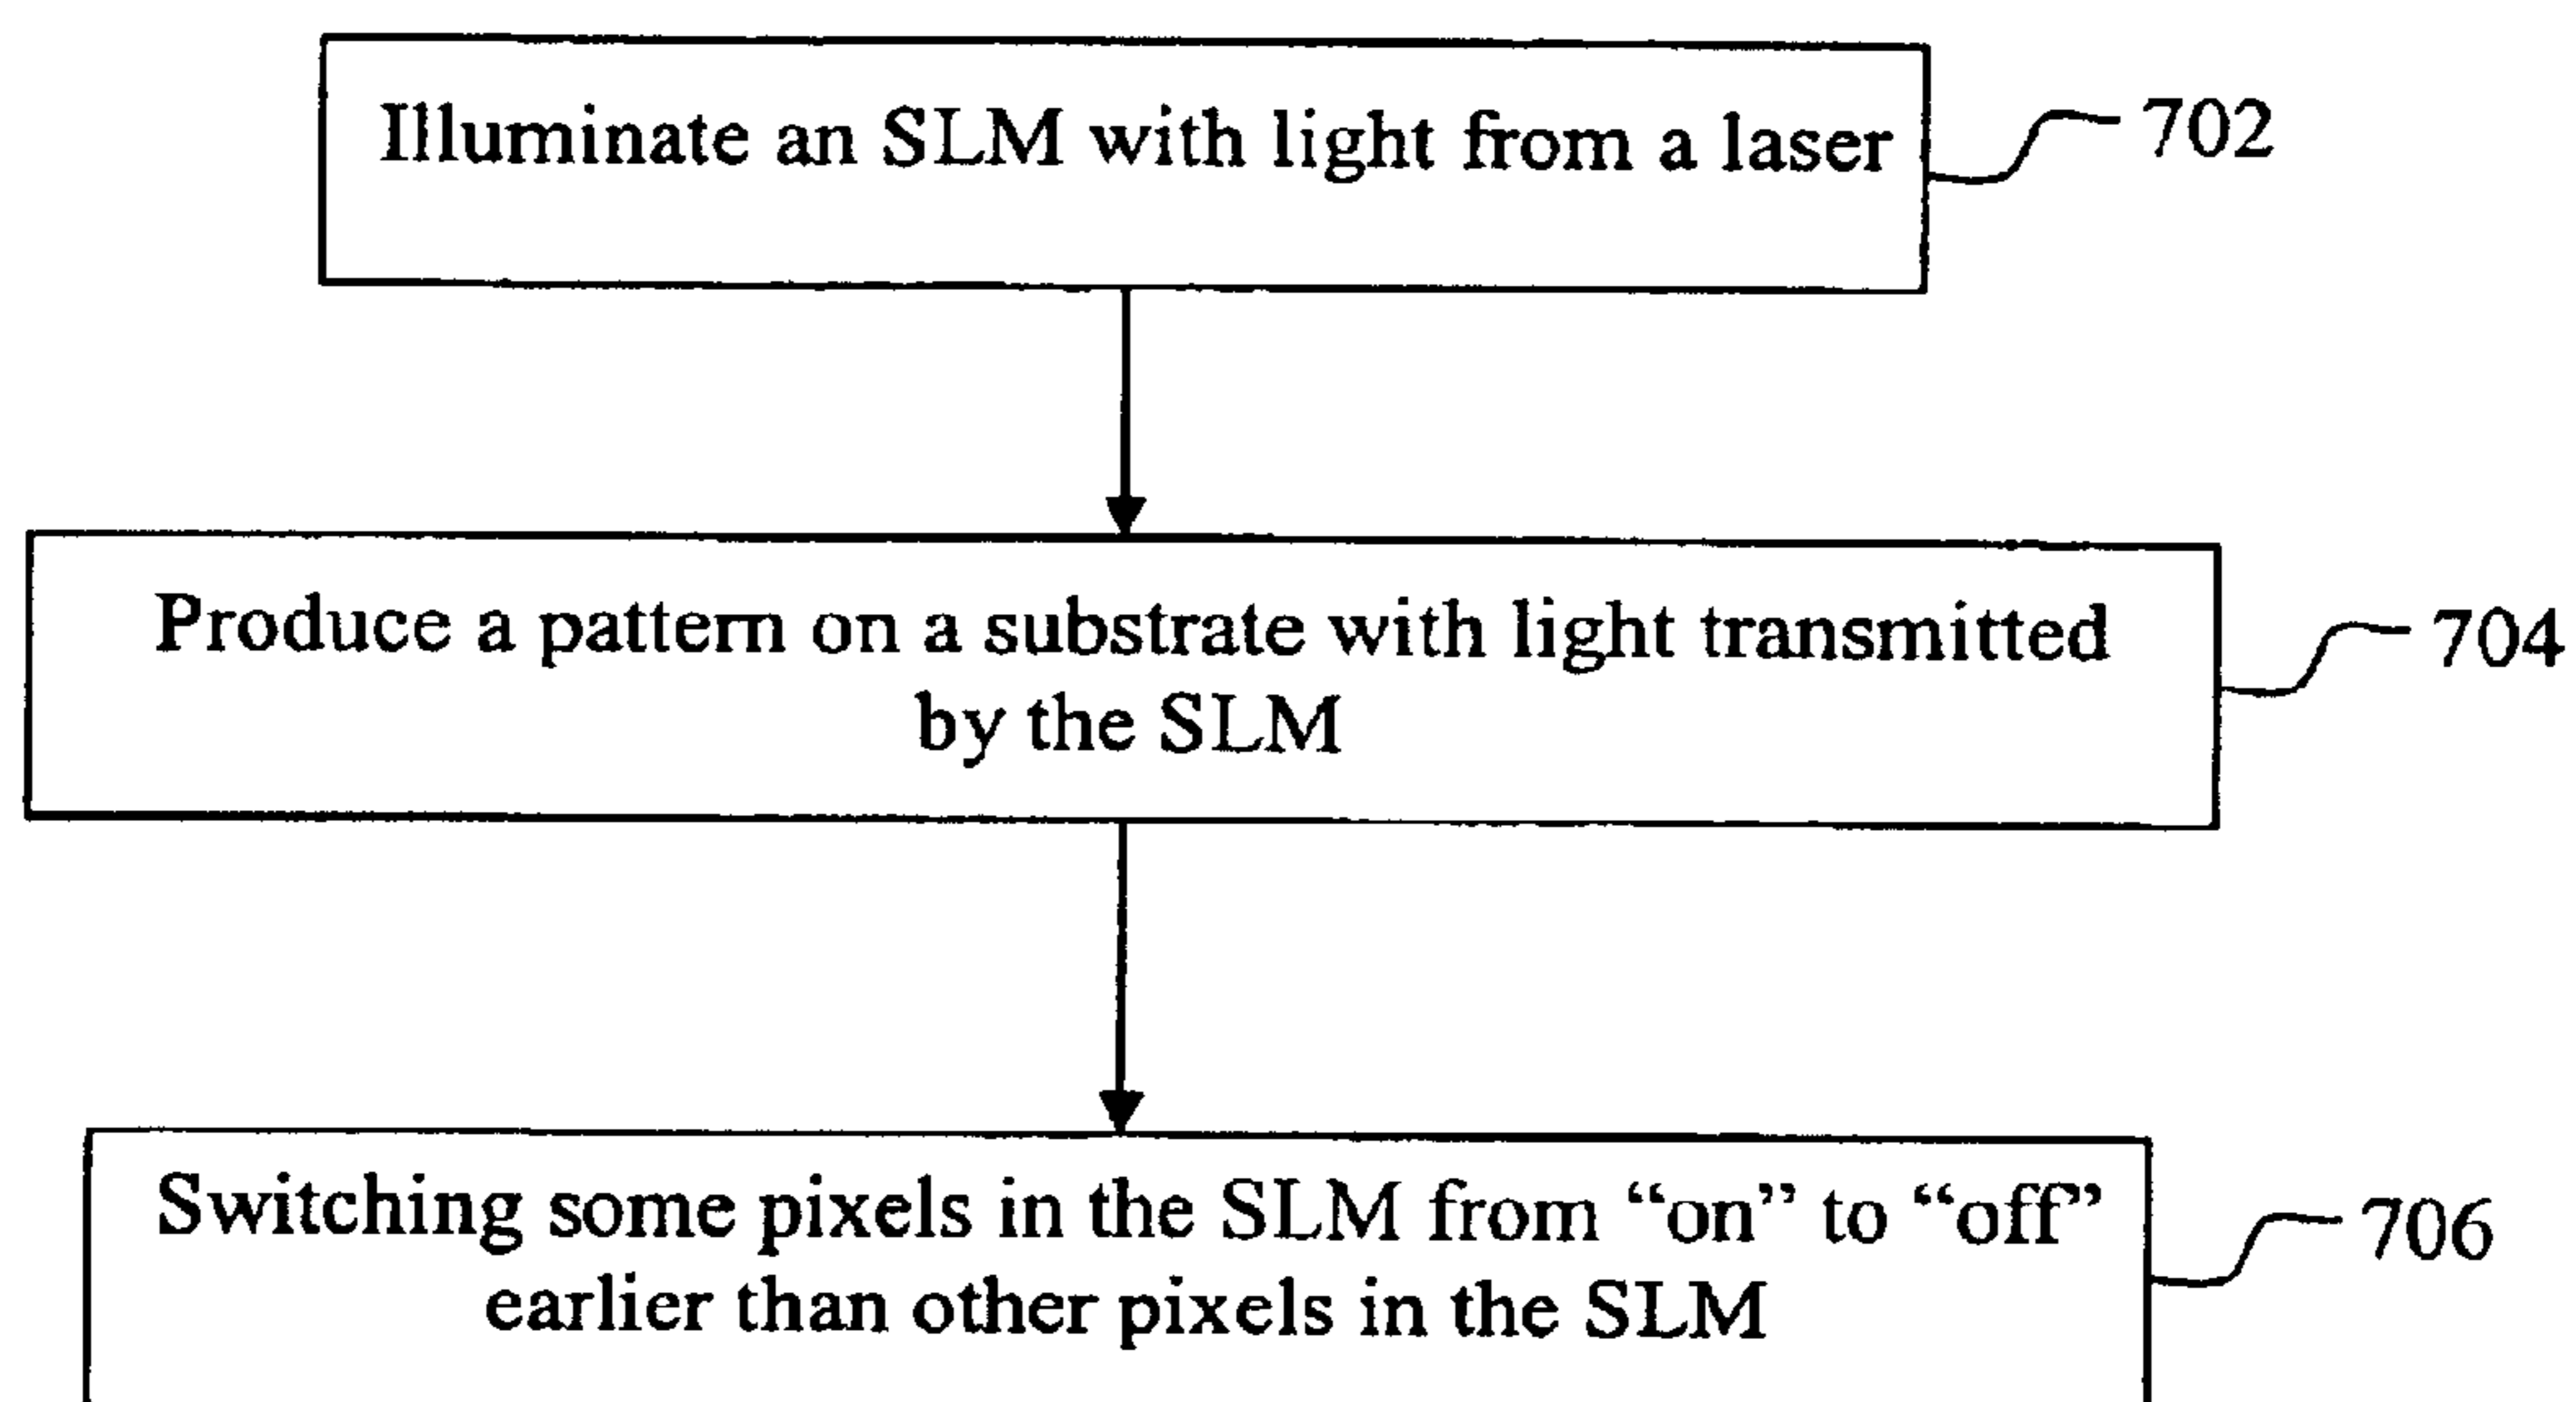 Illuminate an SLM with light from a laser
702
Produce a pattern on a substrate with light transmitted
by the SLM
704
Switching some pixels in the SLM from “on” to “off”
earlier than other pixels in the SLM
706